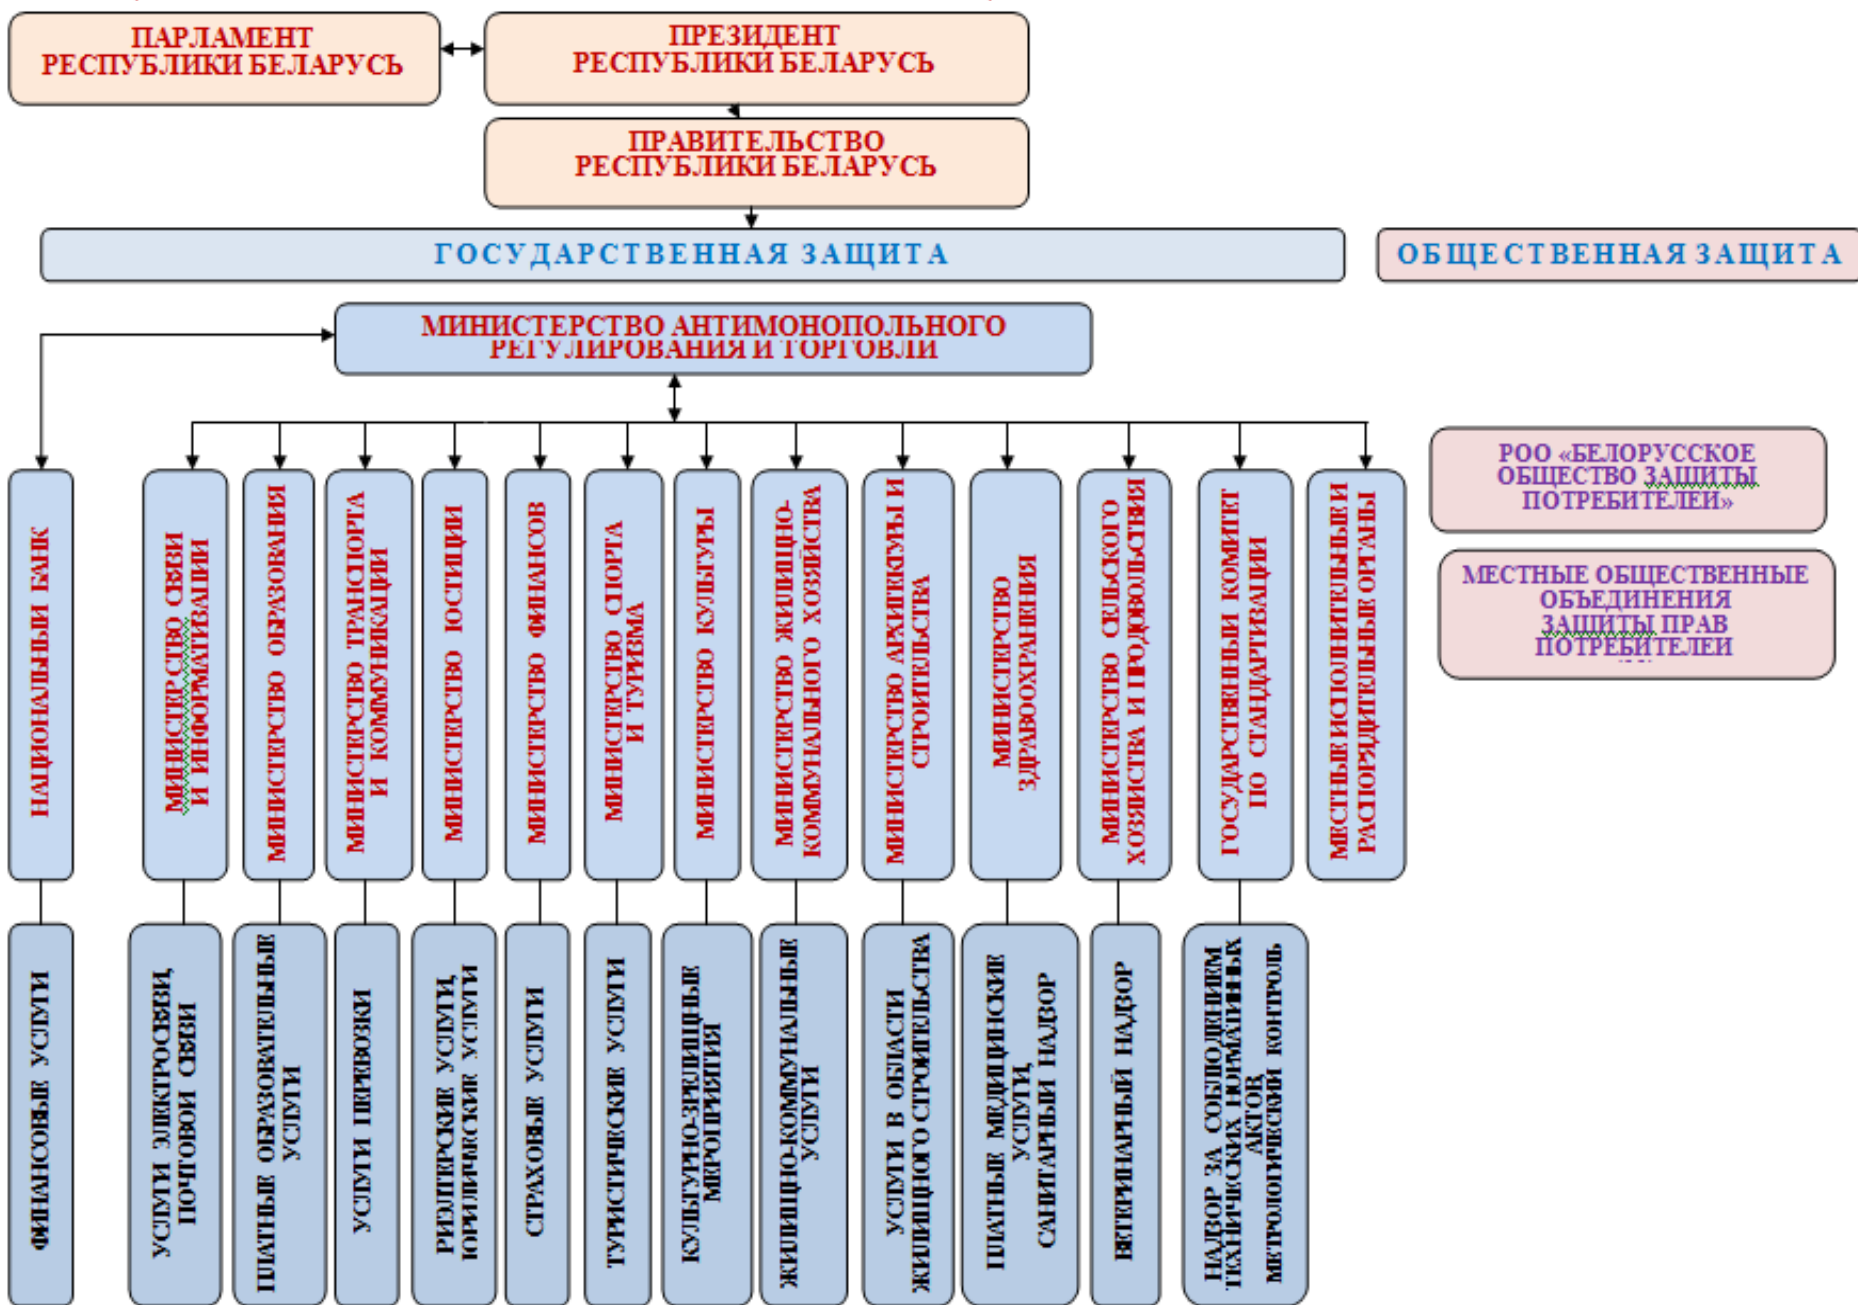 ПАРЛАМЕНТ
РЕСПУБЛИКИ БЕЛАРУСЬ
ПРЕЗИДЕНТ
РЕСПУБЛИКИ БЕЛАРУСЬ
ПРАВИТЕЛЬСТВО
РЕСПУБЛИКИ БЕЛАРУСЬ
ГОСУДАРСТВЕННАЯ ЗАЩИТА
ОБЩЕСТВЕННАЯ ЗАЩИТА
МИНИСТЕРСТВО АНТИМОНОПОЛЬНОГО
РЕГУЛИРОВАНИЯ И ТОРГОВЛИ
НАЦИОНАЛЬНЫЙ БАНК
МИНИСТЕРСТВО СВЯЗИ
И ИНФОРМАТИЗАЦИИ
МИНИСТЕРСТВО ОБРАЗОВАНИЯ
МИНИСТЕРСТВО ТРАНСПОРТА
И КОММУНИКАЦИИ
МИНИСТЕРСТВО ЮСТИЦИИ
МИНИСТЕРСТВО ФИНАНСОВ
МИНИСТЕРСТВО СПОРТА
И ТУРИЗМА
МИНИСТЕРСТВО КУЛЬТУРЫ
МИНИСТЕРСТВО ЖИЛИЩНО-
КОММУНАЛЬНОГО ХОЗЯЙСТВА
МИНИСТЕРСТВО АРХИТЕКТУРЫ И
СТРОИТЕЛЬСТВА
МИНИСТЕРСТВО
ЗДРАВООХРАНЕНИЯ
МИНИСТЕРСТВО СЕЛЬСКОГО
ХОЗЯЙСТВА И ПРОДОВОЛЬСТВИЯ
ГОСУДАРСТВЕННЫЙ КОМИТЕТ
ПО СТАНДАРТИЗАЦИИ
МЕСТНЫЕ ИСПОЛНИТЕЛЬНЫЕ И
РАСПОРЯДИТЕЛЬНЫЕ ОРГАНЫ
РОО «БЕЛОРУССКОЕ
ОБЩЕСТВО ЗАЩИТЫ
ПОТРЕБИТЕЛЕЙ»
МЕСТНЫЕ ОБЩЕСТВЕННЫЕ
ОБЪЕДИНЕНИЯ
ЗАЩИТЫ ПРАВ
ПОТРЕБИТЕЛЕЙ
ФИНАНСОВЫЕ УСЛУГИ
УСЛУГИ ЭЛЕКТРОСВЯЗИ,
ПОЧТОВОЙ СВЯЗИ
ПЛАТНЫЕ ОБРАЗОВАТЕЛЬНЫЕ
УСЛУГИ
УСЛУГИ ПЕРЕВОЗКИ
РИЭЛТЕРСКИЕ УСЛУГИ,
ЮРИДИЧЕСКИЕ УСЛУГИ
СТРАХОВЫЕ УСЛУГИ
ТУРИСТИЧЕСКИЕ УСЛУГИ
КУЛЬТУРНО-ЗРЕЛИЩНЫЕ
МЕРОПРИЯТИЯ
ЖИЛИЩНО-КОММУНАЛЬНЫЕ
УСЛУГИ
УСЛУГИ В ОБЛАСТИ
ЖИЛИЩНОГО СТРОИТЕЛЬСТВА
ПЛАТНЫЕ МЕДИЦИНСКИЕ
УСЛУГИ,
САНИТАРНЫЙ НАДЗОР
ВЕТЕРИНАРНЫЙ НАДЗОР
НАДЗОР ЗА СОБЛЮДЕНИЕМ
ТЕХНИЧЕСКИХ НОРМАТИВНЫХ
АКТОВ,
МЕТРОЛОГИЧЕСКИЙ КОНТРОЛЬ